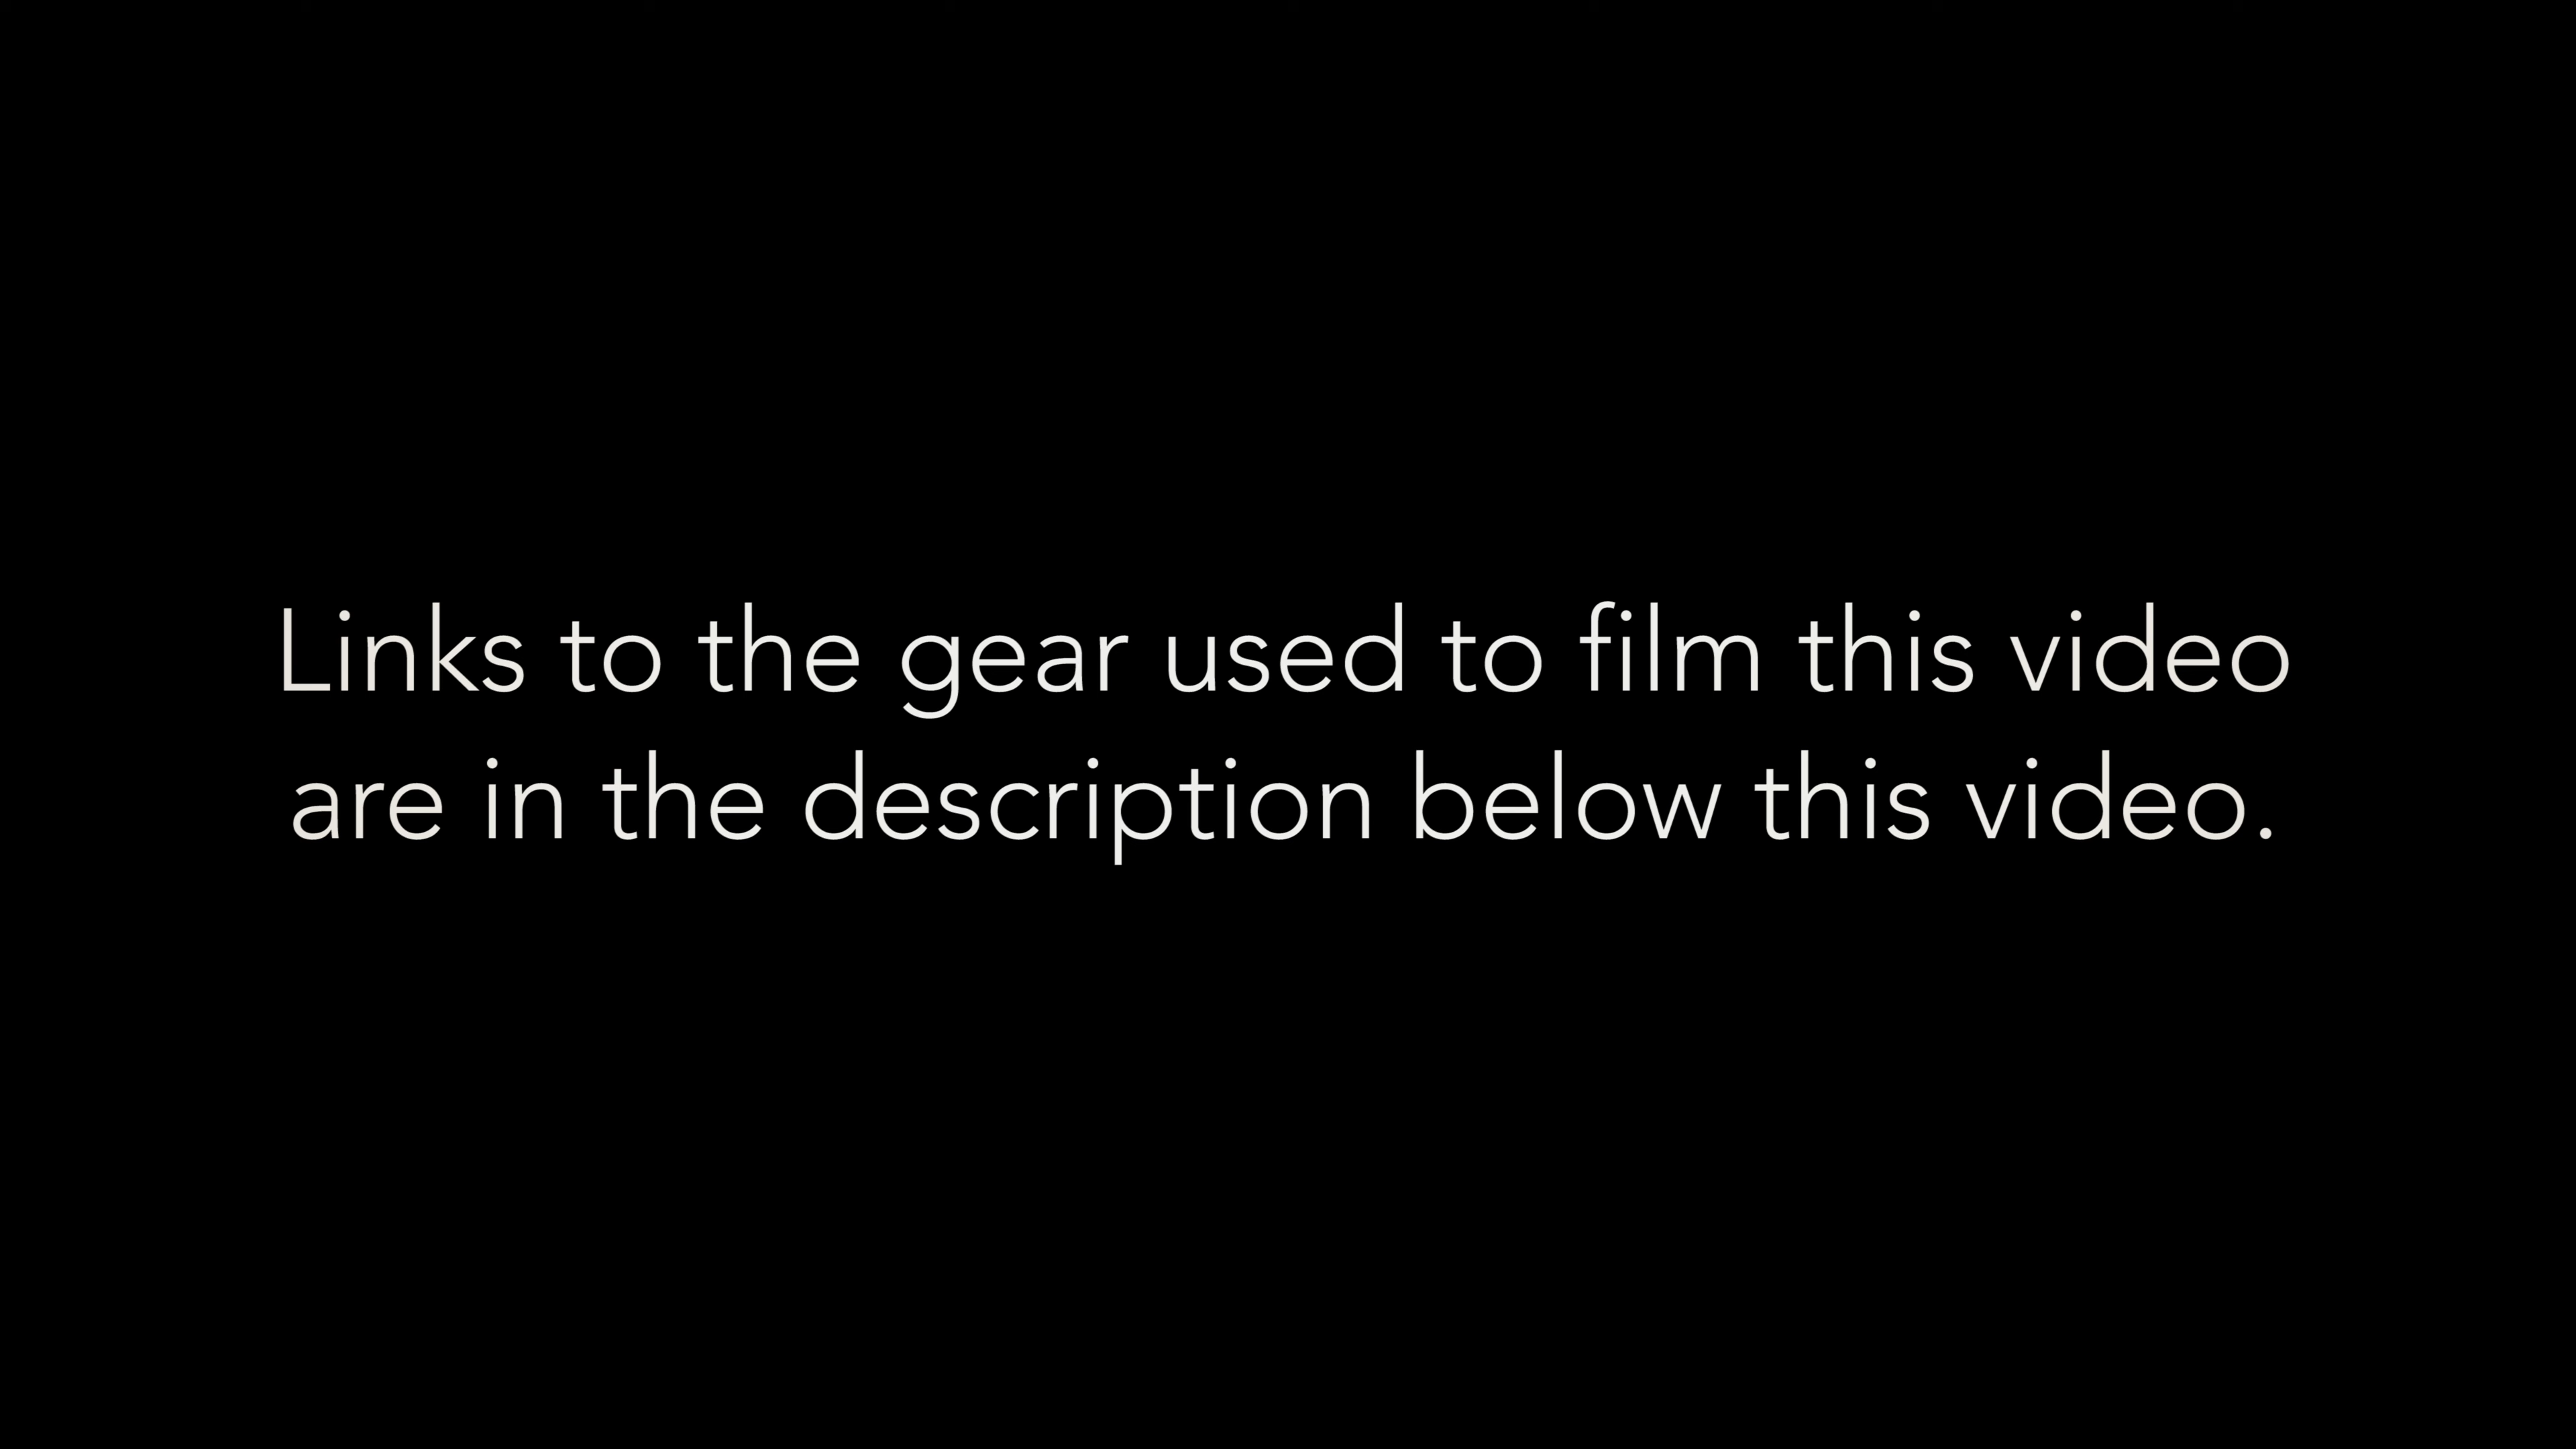 Links to the gear used to film this video
are in the description below this video.